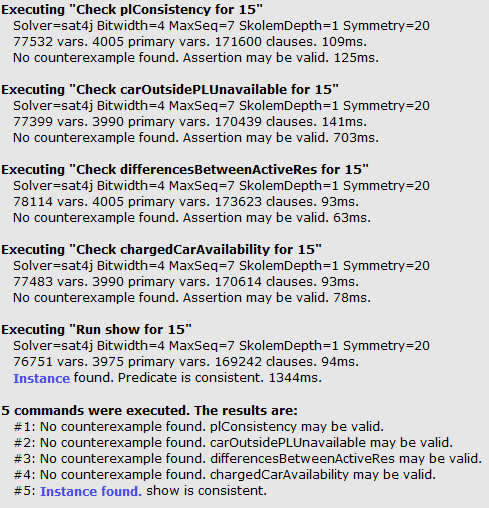 Executing "Check plConsistency for 15"
Solver=sat4j Bitwidth=4 MaxSeq=7 SkolemDepth=1 Symmetry=20
77532 vars. 4005 primary vars. 171600 clauses. 109ms.
No counterexample found. Assertion may be valid. 125ms.
Executing "Check carOutsidePLUnavailable for 15"
Solver=sat4j Bitwidth=4 MaxSeq=7 SkolemDepth=1 Symmetry=20
77399 vars. 3990 primary vars. 170439 clauses. 141ms.
No counterexample found. Assertion may be valid. 703ms.
Executing "Check differencesBetweenActiveRes for 15"
Solver=sat4j Bitwidth=4 MaxSeq=7 SkolemDepth=1 Symmetry=20
78114 vars. 4005 primary vars. 173623 clauses. 93ms.
No counterexample found. Assertion may be valid. 63ms.
Executing "Check chargedCarAvailability for 15"
Solver=sat4j Bitwidth=4 MaxSeq=7 SkolemDepth=1 Symmetry=20
77483 vars. 3990 primary vars. 170614 clauses. 93ms.
No counterexample found. Assertion may be valid. 78ms.
Executing "Run show for 15"
Solver=sat4j Bitwidth=4 MaxSeq=7 SkolemDepth=1 Symmetry=20
76751 vars. 3975 primary vars. 169242 clauses. 94ms.
Instance found. Predicate is consistent. 1344ms.
5 commands were executed. The results are:
#1: No counterexample found. plConsistency may be valid.
#2: No counterexample found. carOutsidePLUnavailable may be valid.
#3: No counterexample found. differencesBetweenActiveRes may be valid.
#4: No counterexample found. chargedCarAvailability may be valid.
#5: Instance found. show is consistent.